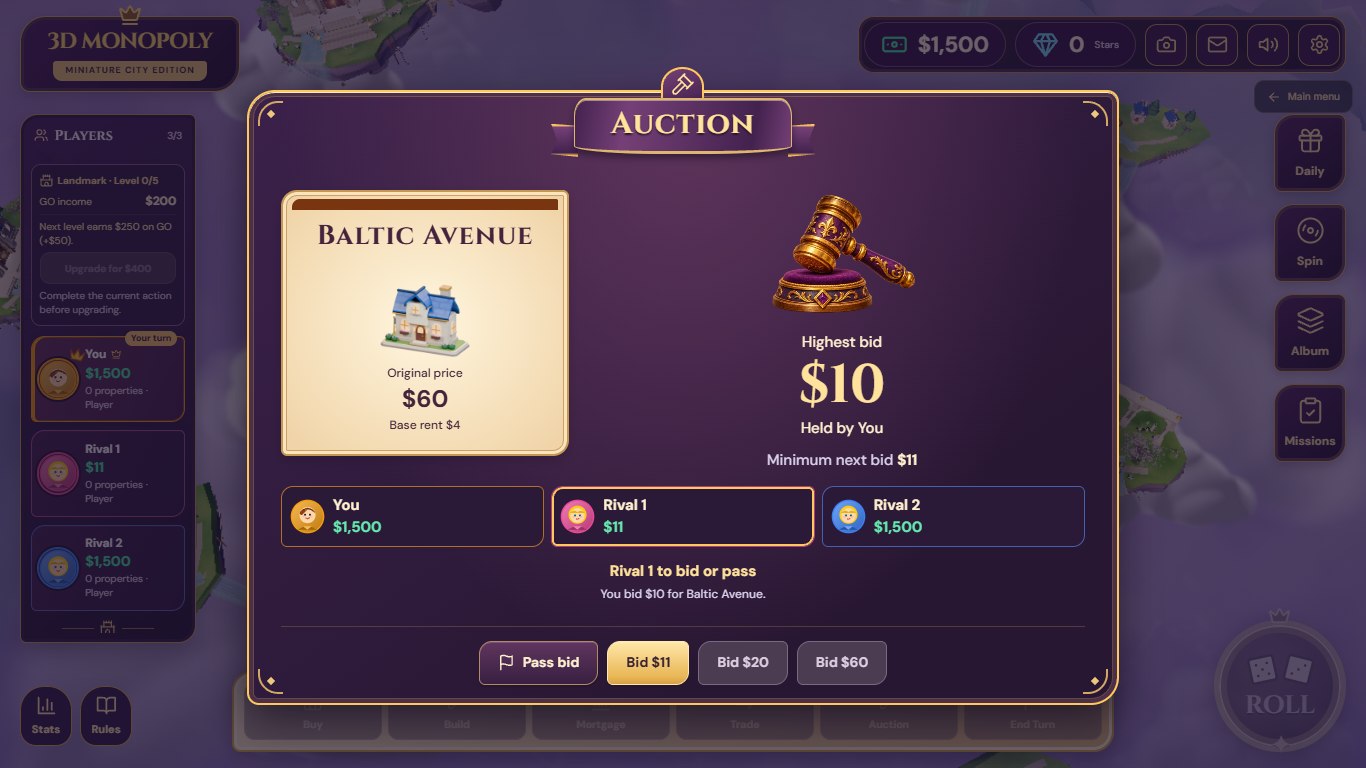 3D MONOPOLY
MINIATURE CITY EDITION
$1,500
0 Stars
Main menu
PLAYERS 3/3
Landmark · Level 0/5
GO income $200
Next level earns $250 on GO
(+$50).
Upgrade for $400
Complete the current action
before upgrading.
Your turn
You
$1,500
0 properties ·
Player
Rival 1
$11
0 properties ·
Player
Rival 2
$1,500
0 properties ·
Player
Stats
Rules
AUCTION
BALTIC AVENUE
Original price
$60
Base rent $4
Highest bid
$10
Held by You
Minimum next bid $11
You
$1,500
Rival 1
$11
Rival 2
$1,500
Rival 1 to bid or pass
You bid $10 for Baltic Avenue.
Pass bid
Bid $11
Bid $20
Bid $60
Buy
Build
Mortgage
Trade
Auction
End Turn
Daily
Spin
Album
Missions
ROLL